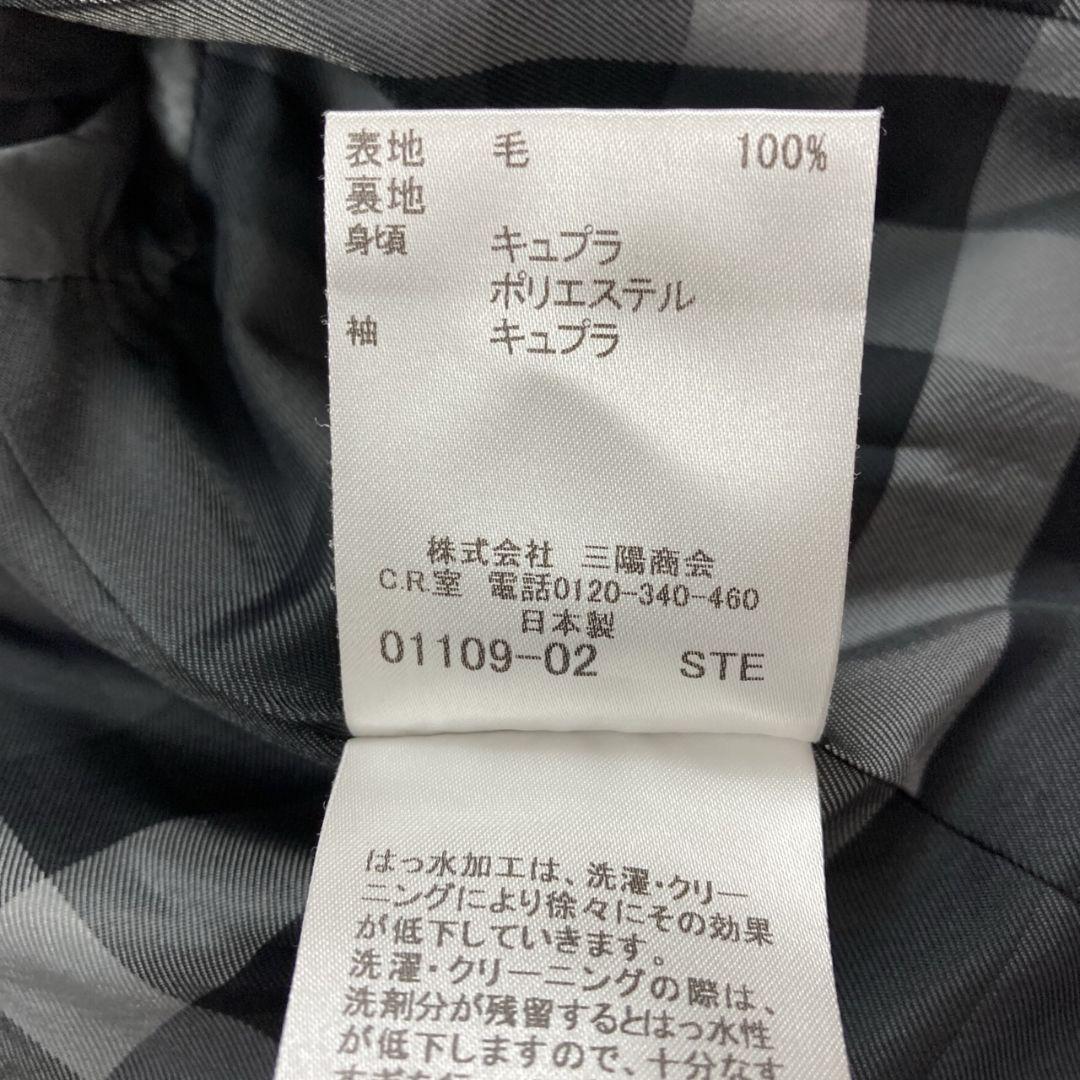 表地 毛 100%
裏地
身頃 キュプラ
ポリエステル
袖 キュプラ
株式会社 三陽商会
C.R.室 電話0120-340-460
日本製
01109-02 STE
はっ水加工は、洗濯・クリー
ニングにより徐々にその効果
が低下していきます。
洗濯・クリーニングの際は、
洗剤分が残留するとはっ水性
が低下しますので、十分なす